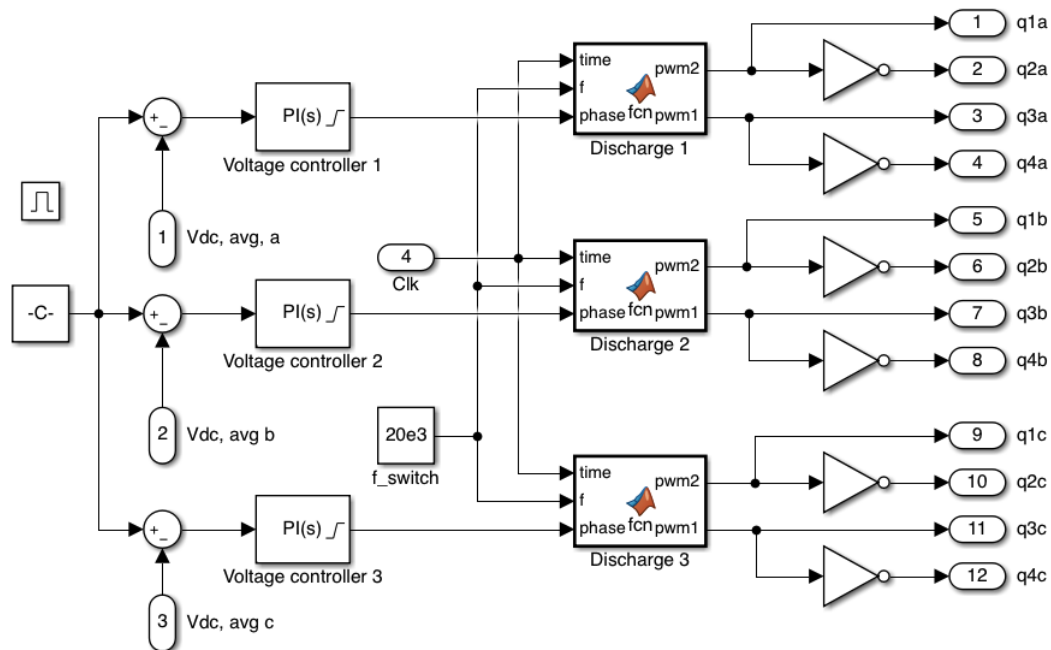 1 q1a
time
pwm2
2 q2a
f
PI(s)
phase
fcn
pwm1
3 q3a
+
−
Voltage controller 1
Discharge 1
4 q4a
1 Vdc, avg, a
5 q1b
4
Clk
time
pwm2
6 q2b
f
-C-
PI(s)
phase
fcn
pwm1
7 q3b
+
−
Voltage controller 2
Discharge 2
8 q4b
2 Vdc, avg b
20e3
f_switch
9 q1c
time
pwm2
10 q2c
f
PI(s)
phase
fcn
pwm1
11 q3c
+
−
Voltage controller 3
Discharge 3
12 q4c
3 Vdc, avg c